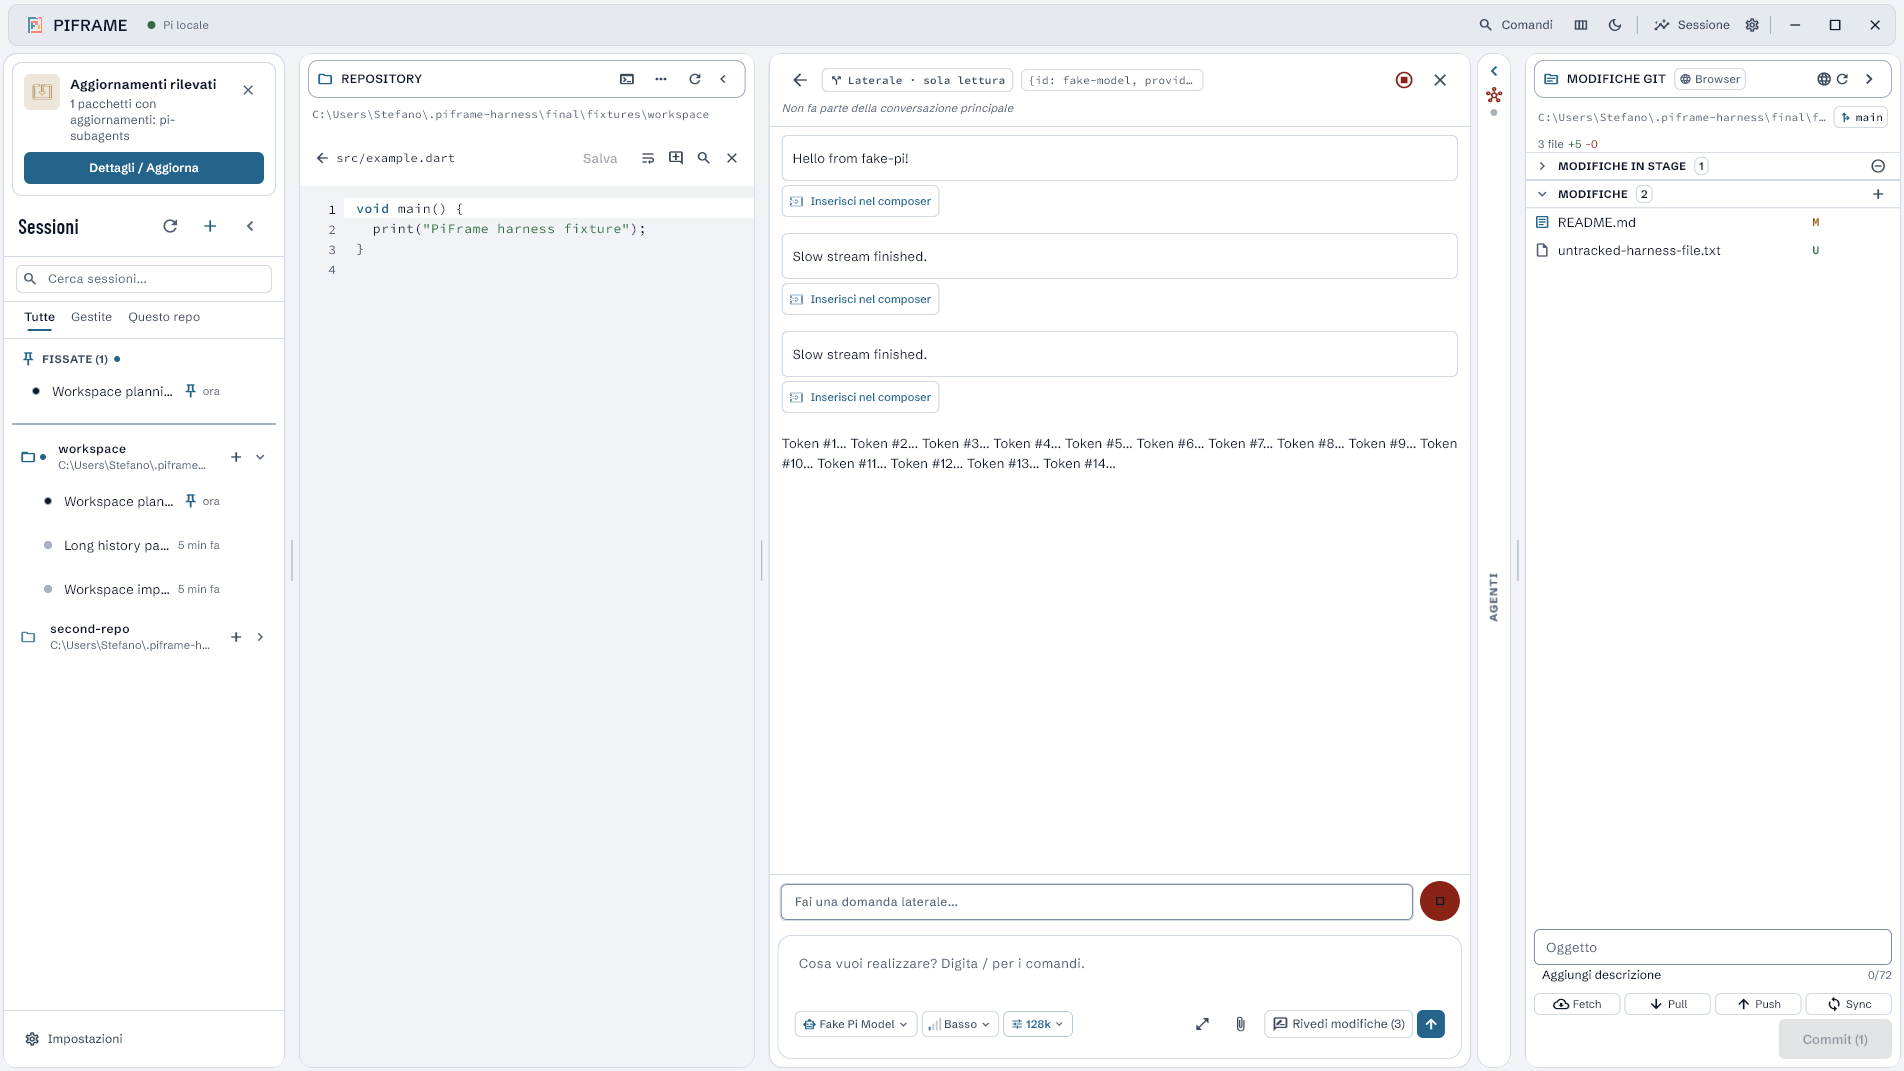 PIFRAME
Pi locale
Comandi
Sessione
Aggiornamenti rilevati
1 pacchetti con
aggiornamenti: pi-
subagents
Dettagli / Aggiorna
Sessioni
Cerca sessioni...
Tutte Gestite Questo repo
FISSATE (1)
Workspace planni... ora
workspace
C:\Users\Stefano\.piframe...
Workspace plan... ora
Long history pa... 5 min fa
Workspace imp... 5 min fa
second-repo
C:\Users\Stefano\.piframe-h...
Impostazioni
REPOSITORY
C:\Users\Stefano\.piframe-harness\final\fixtures\workspace
src/example.dart Salva
1 void main() {
2 print("PiFrame harness fixture");
3 }
4
Laterale · sola lettura {id: fake-model, provid...
Non fa parte della conversazione principale
Hello from fake-pi!
Inserisci nel composer
Slow stream finished.
Inserisci nel composer
Slow stream finished.
Inserisci nel composer
Token #1... Token #2... Token #3... Token #4... Token #5... Token #6... Token #7... Token #8... Token #9... Token
#10... Token #11... Token #12... Token #13... Token #14...
Fai una domanda laterale...
Cosa vuoi realizzare? Digita / per i comandi.
Fake Pi Model Basso 128k Rivedi modifiche (3)
AGENTI
MODIFICHE GIT Browser
C:\Users\Stefano\.piframe-harness\final\f... main
3 file +5 -0
MODIFICHE IN STAGE 1
MODIFICHE 2
README.md M
untracked-harness-file.txt U
Oggetto
Aggiungi descrizione 0/72
Fetch Pull Push Sync
Commit (1)